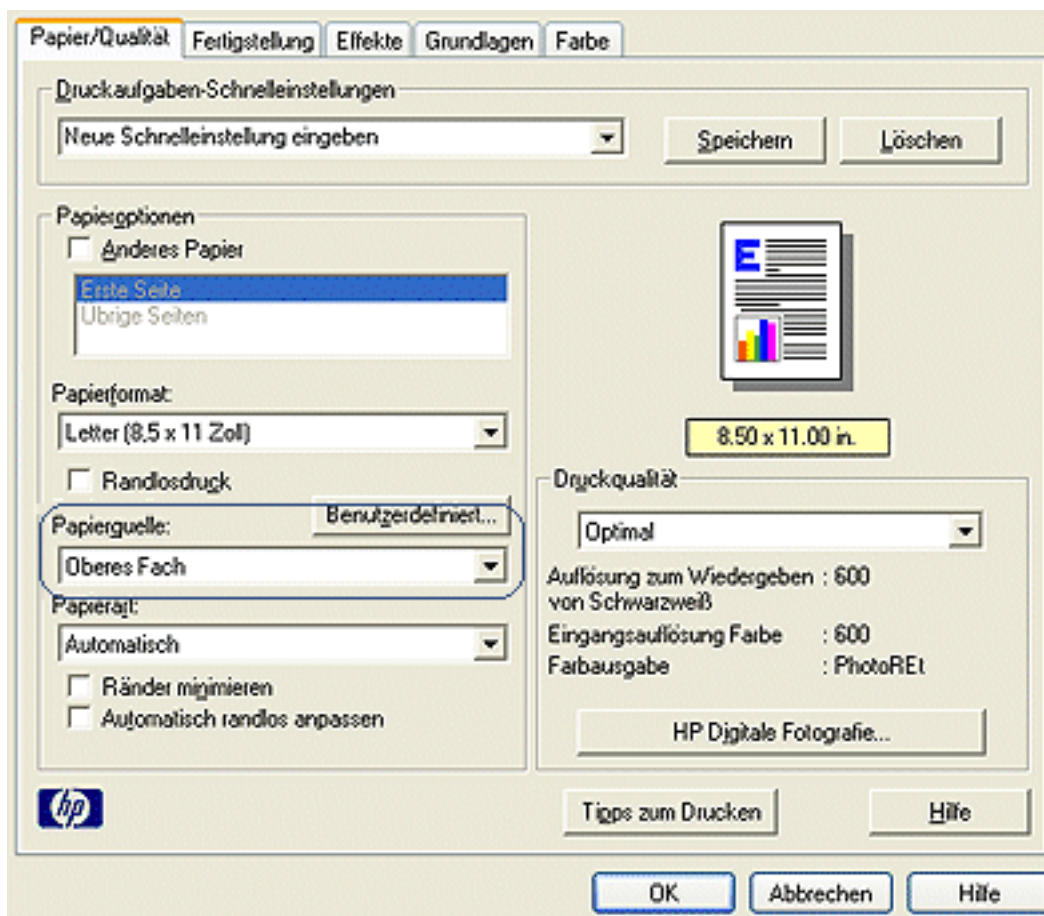 Papier/Qualität Fertigstellung Effekte Grundlagen Farbe
Druckaufgaben-Schnelleinstellungen
Neue Schnelleinstellung eingeben Speichern Löschen
Papieroptionen
Anderes Papier
Erste Seite
Übrige Seiten
Papierformat:
Letter (8,5 x 11 Zoll)
Randlosdruck
Benutzerdefiniert...
Papierquelle:
Oberes Fach
Papierart:
Automatisch
Ränder minimieren
Automatisch randlos anpassen
E
8.50 x 11.00 in.
Druckqualität
Optimal
Auflösung zum Wiedergeben : 600
von Schwarzweiß
Eingangsauflösung Farbe : 600
Farbausgabe : PhotoREt
HP Digitale Fotografie...
hp
Tipps zum Drucken Hilfe
OK Abbrechen Hilfe